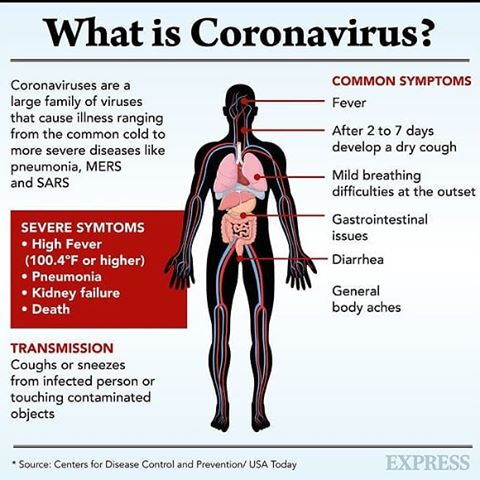 What is Coronavirus?
Coronaviruses are a
large family of viruses
that cause illness ranging
from the common cold to
more severe diseases like
pneumonia, MERS
and SARS
SEVERE SYMTOMS
• High Fever
(100.4°F or higher)
• Pneumonia
• Kidney failure
• Death
TRANSMISSION
Coughs or sneezes
from infected person or
touching contaminated
objects
COMMON SYMPTOMS
Fever
After 2 to 7 days
develop a dry cough
Mild breathing
difficulties at the outset
Gastrointestinal
issues
Diarrhea
General
body aches
* Source: Centers for Disease Control and Prevention/ USA Today
EXPRESS